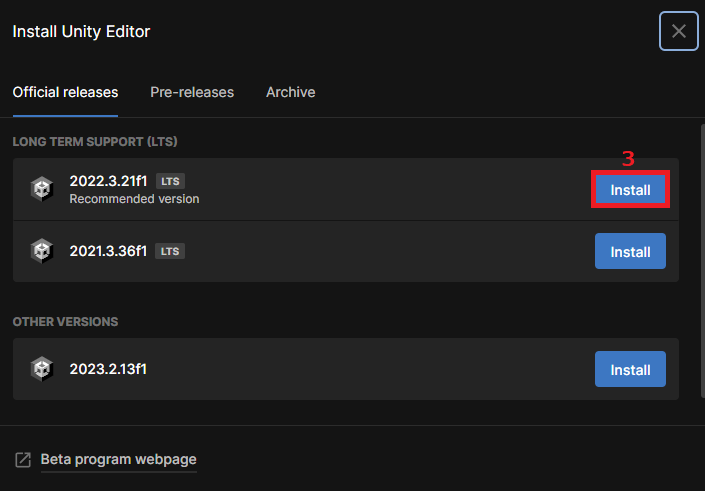 Install Unity Editor
Official releases
Pre-releases
Archive
LONG TERM SUPPORT (LTS)
3
2022.3.21f1 LTS
Recommended version
Install
2021.3.36f1 LTS
Install
OTHER VERSIONS
2023.2.13f1
Install
Beta program webpage